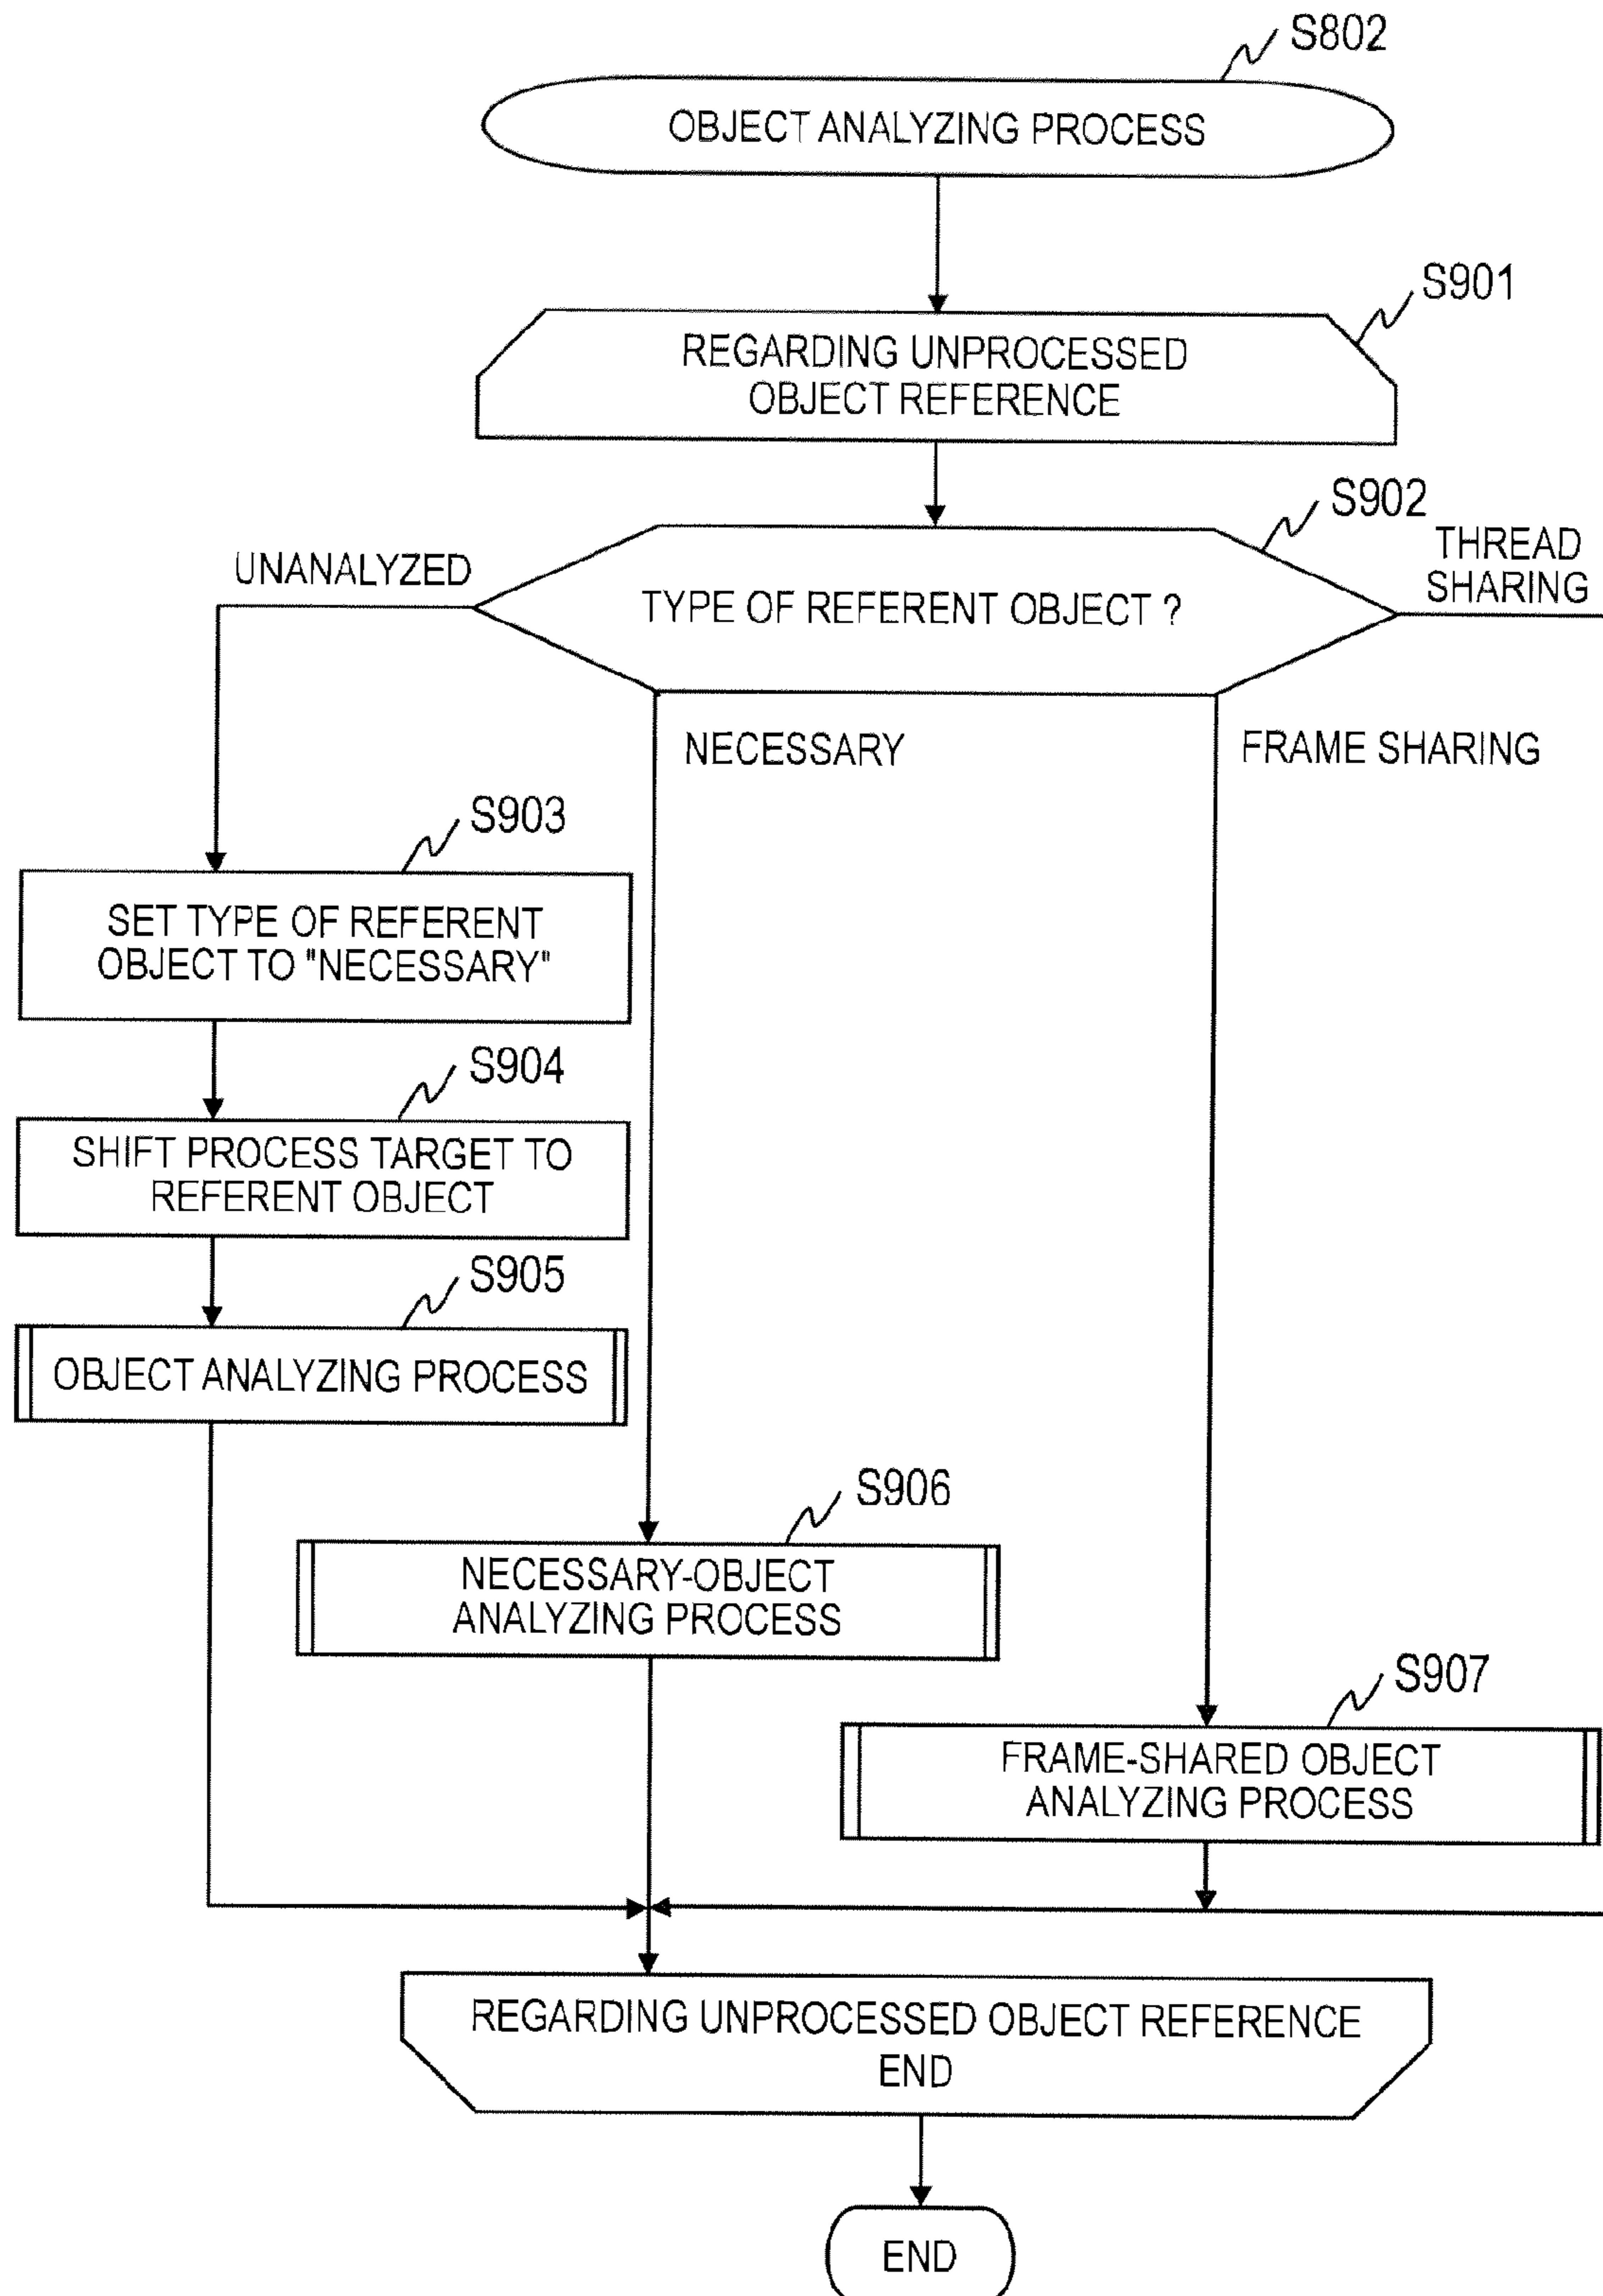 S802
OBJECT ANALYZING PROCESS
S901
REGARDING UNPROCESSED
OBJECT REFERENCE
S902
THREAD
SHARING
UNANALYZED
TYPE OF REFERENT OBJECT ?
NECESSARY
FRAME SHARING
S903
SET TYPE OF REFERENT
OBJECT TO "NECESSARY"
S904
SHIFT PROCESS TARGET TO
REFERENT OBJECT
S905
OBJECT ANALYZING PROCESS
S906
NECESSARY-OBJECT
ANALYZING PROCESS
S907
FRAME-SHARED OBJECT
ANALYZING PROCESS
REGARDING UNPROCESSED OBJECT REFERENCE
END
END